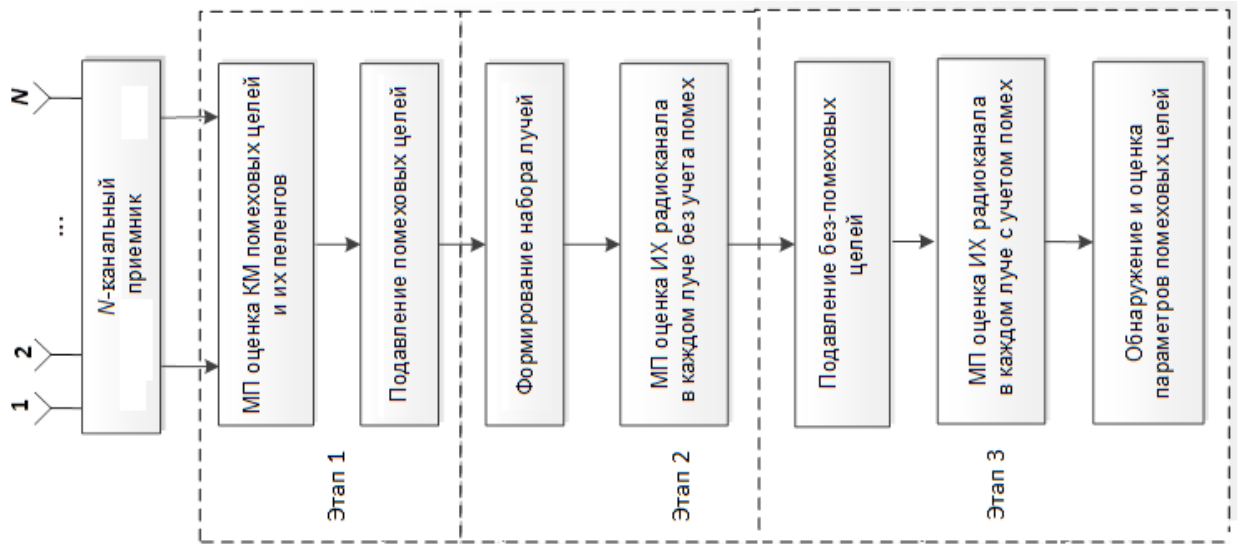 1
2
...
N
N-канальный
приемник
Этап 1
МП оценка КМ помеховых целей
и их пеленгов
Подавление помеховых целей
Этап 2
Формирование набора лучей
МП оценка ИХ радиоканала
в каждом луче без учета помех
Этап 3
Подавление без-помеховых
целей
МП оценка ИХ радиоканала
в каждом луче с учетом помех
Обнаружение и оценка
параметров помеховых целей